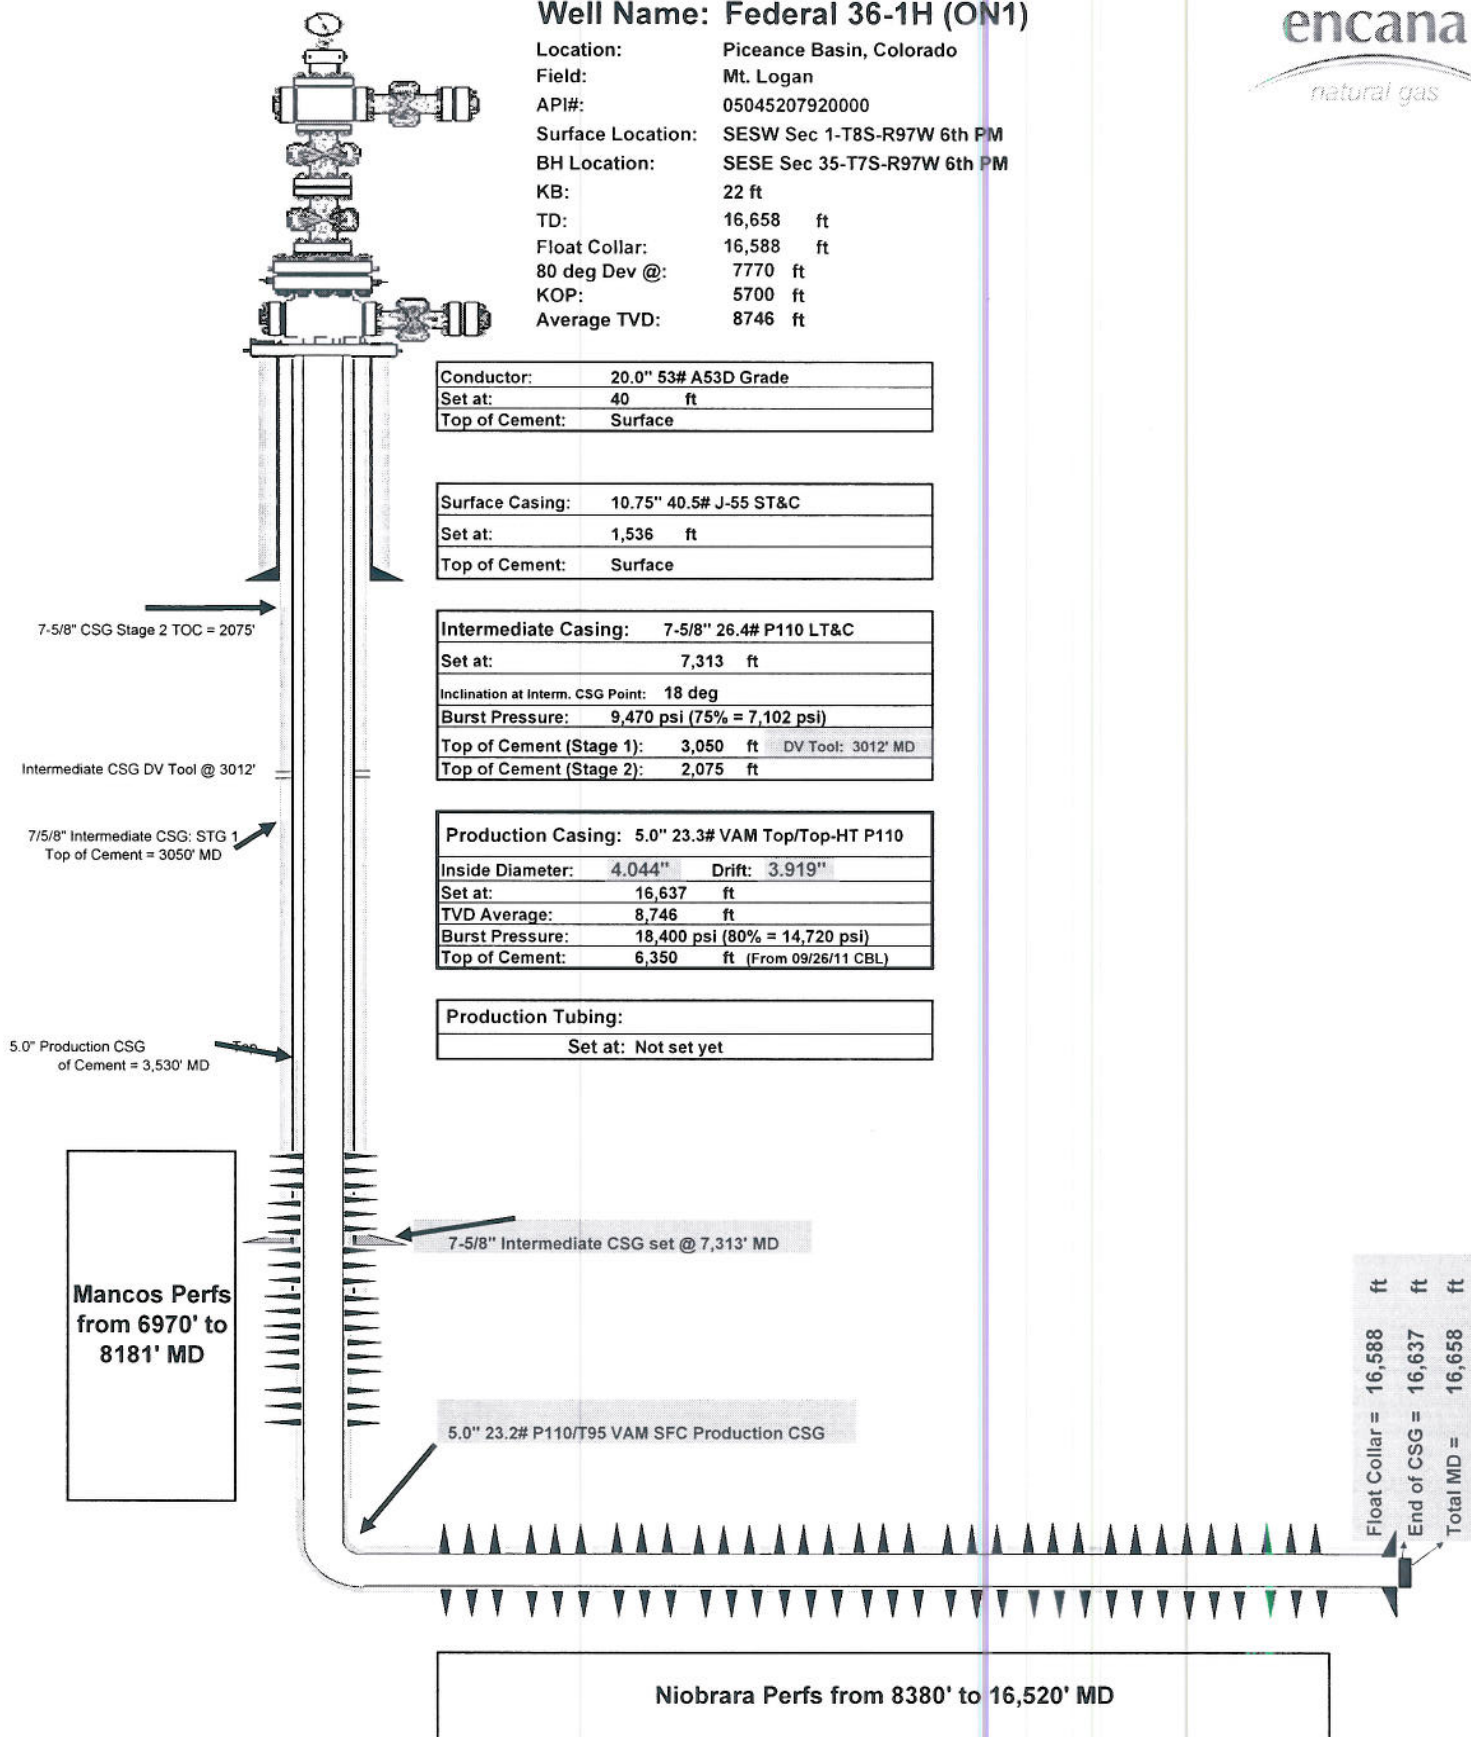 Well Name: Federal 36-1H (ON1)
encana
natural gas
Location: Piceance Basin, Colorado
Field: Mt. Logan
API#: 05045207920000
Surface Location: SESW Sec 1-T8S-R97W 6th PM
BH Location: SESE Sec 35-T7S-R97W 6th PM
KB: 22 ft
TD: 16,658 ft
Float Collar: 16,588 ft
80 deg Dev @: 7770 ft
KOP: 5700 ft
Average TVD: 8746 ft
Conductor: 20.0" 53# A53D Grade
Set at: 40 ft
Top of Cement: Surface
Surface Casing: 10.75" 40.5# J-55 ST&C
Set at: 1,536 ft
Top of Cement: Surface
7-5/8" CSG Stage 2 TOC = 2075'
Intermediate Casing: 7-5/8" 26.4# P110 LT&C
Set at: 7,313 ft
Inclination at Interm. CSG Point: 18 deg
Burst Pressure: 9,470 psi (75% = 7,102 psi)
Top of Cement (Stage 1): 3,050 ft DV Tool: 3012' MD
Top of Cement (Stage 2): 2,075 ft
Intermediate CSG DV Tool @ 3012'
7/5/8" Intermediate CSG: STG 1
Top of Cement = 3050' MD
Production Casing: 5.0" 23.3# VAM Top/Top-HT P110
Inside Diameter: 4.044" Drift: 3.919"
Set at: 16,637 ft
TVD Average: 8,746 ft
Burst Pressure: 18,400 psi (80% = 14,720 psi)
Top of Cement: 6,350 ft (From 09/26/11 CBL)
Production Tubing:
Set at: Not set yet
5.0" Production CSG Top
of Cement = 3,530' MD
7-5/8" Intermediate CSG set @ 7,313' MD
Mancos Perfs
from 6970' to
8181' MD
5.0" 23.2# P110/T95 VAM SFC Production CSG
Float Collar = 16,588 ft
End of CSG = 16,637 ft
Total MD = 16,658 ft
Niobrara Perfs from 8380' to 16,520' MD